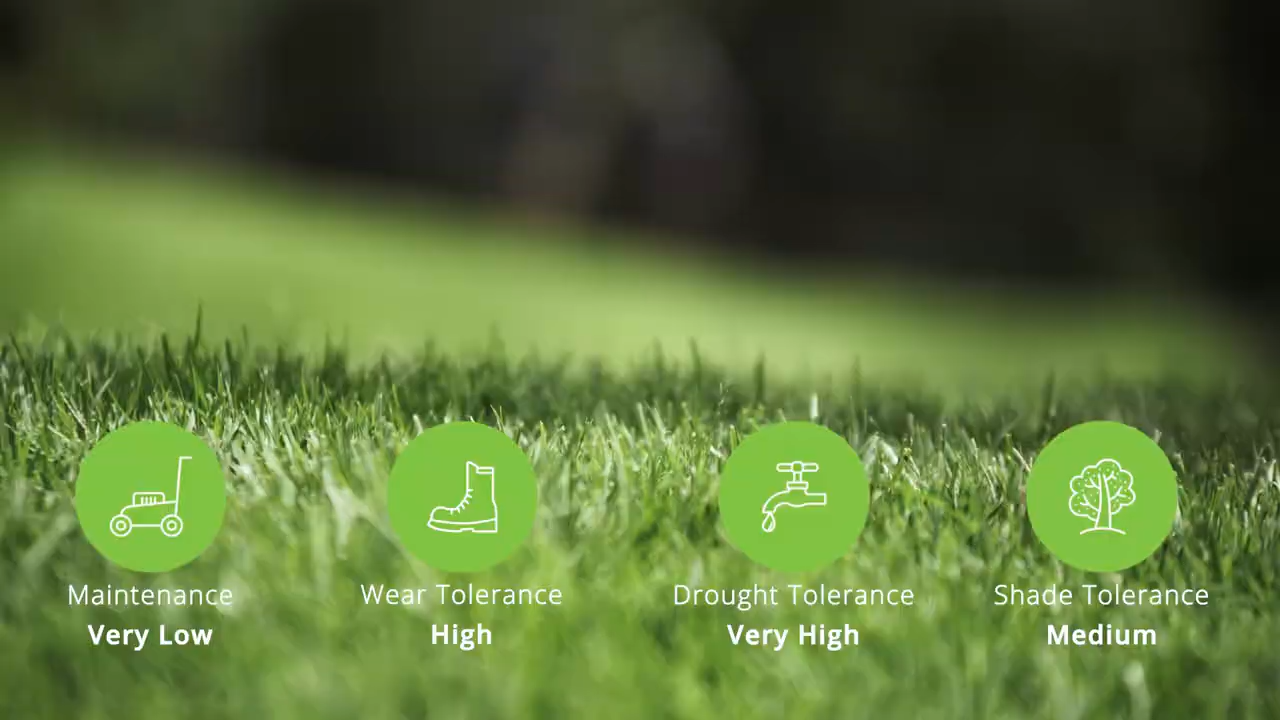 Maintenance
Very Low
Wear Tolerance
High
Drought Tolerance
Very High
Shade Tolerance
Medium